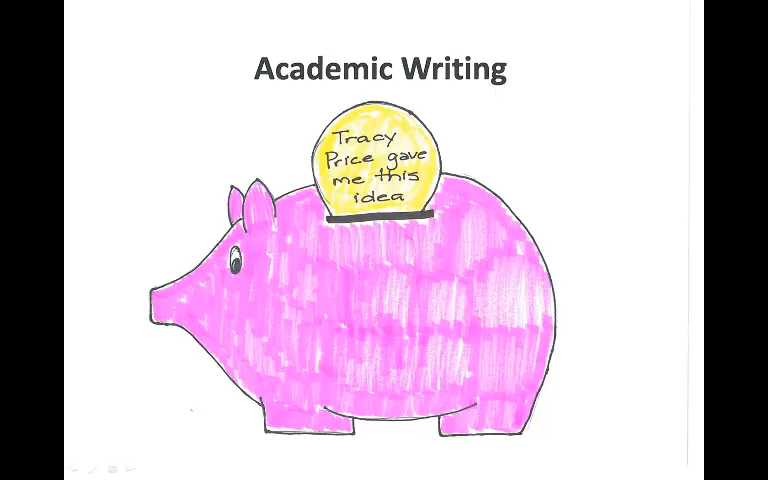 Academic Writing
Tracy
Price gave
me this
idea